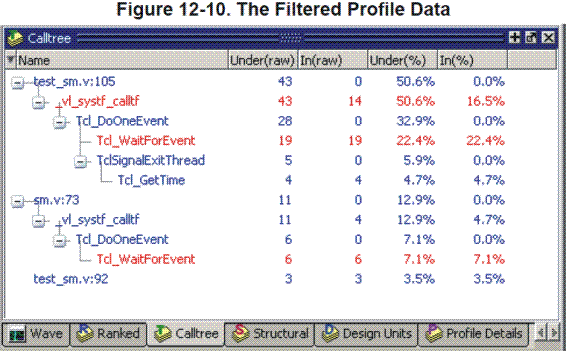 Figure 12-10. The Filtered Profile Data
Calltree
Name Under(raw) In(raw) Under(%) In(%)
test_sm.v:105 43 0 50.6% 0.0%
_vl_systf_calltf 43 14 50.6% 16.5%
Tcl_DoOneEvent 28 0 32.9% 0.0%
Tcl_WaitForEvent 19 19 22.4% 22.4%
TclSignalExitThread 5 0 5.9% 0.0%
Tcl_GetTime 4 4 4.7% 4.7%
sm.v:73 11 0 12.9% 0.0%
_vl_systf_calltf 11 4 12.9% 4.7%
Tcl_DoOneEvent 6 0 7.1% 0.0%
Tcl_WaitForEvent 6 6 7.1% 7.1%
test_sm.v:92 3 3 3.5% 3.5%
Wave Ranked Calltree Structural Design Units Profile Details